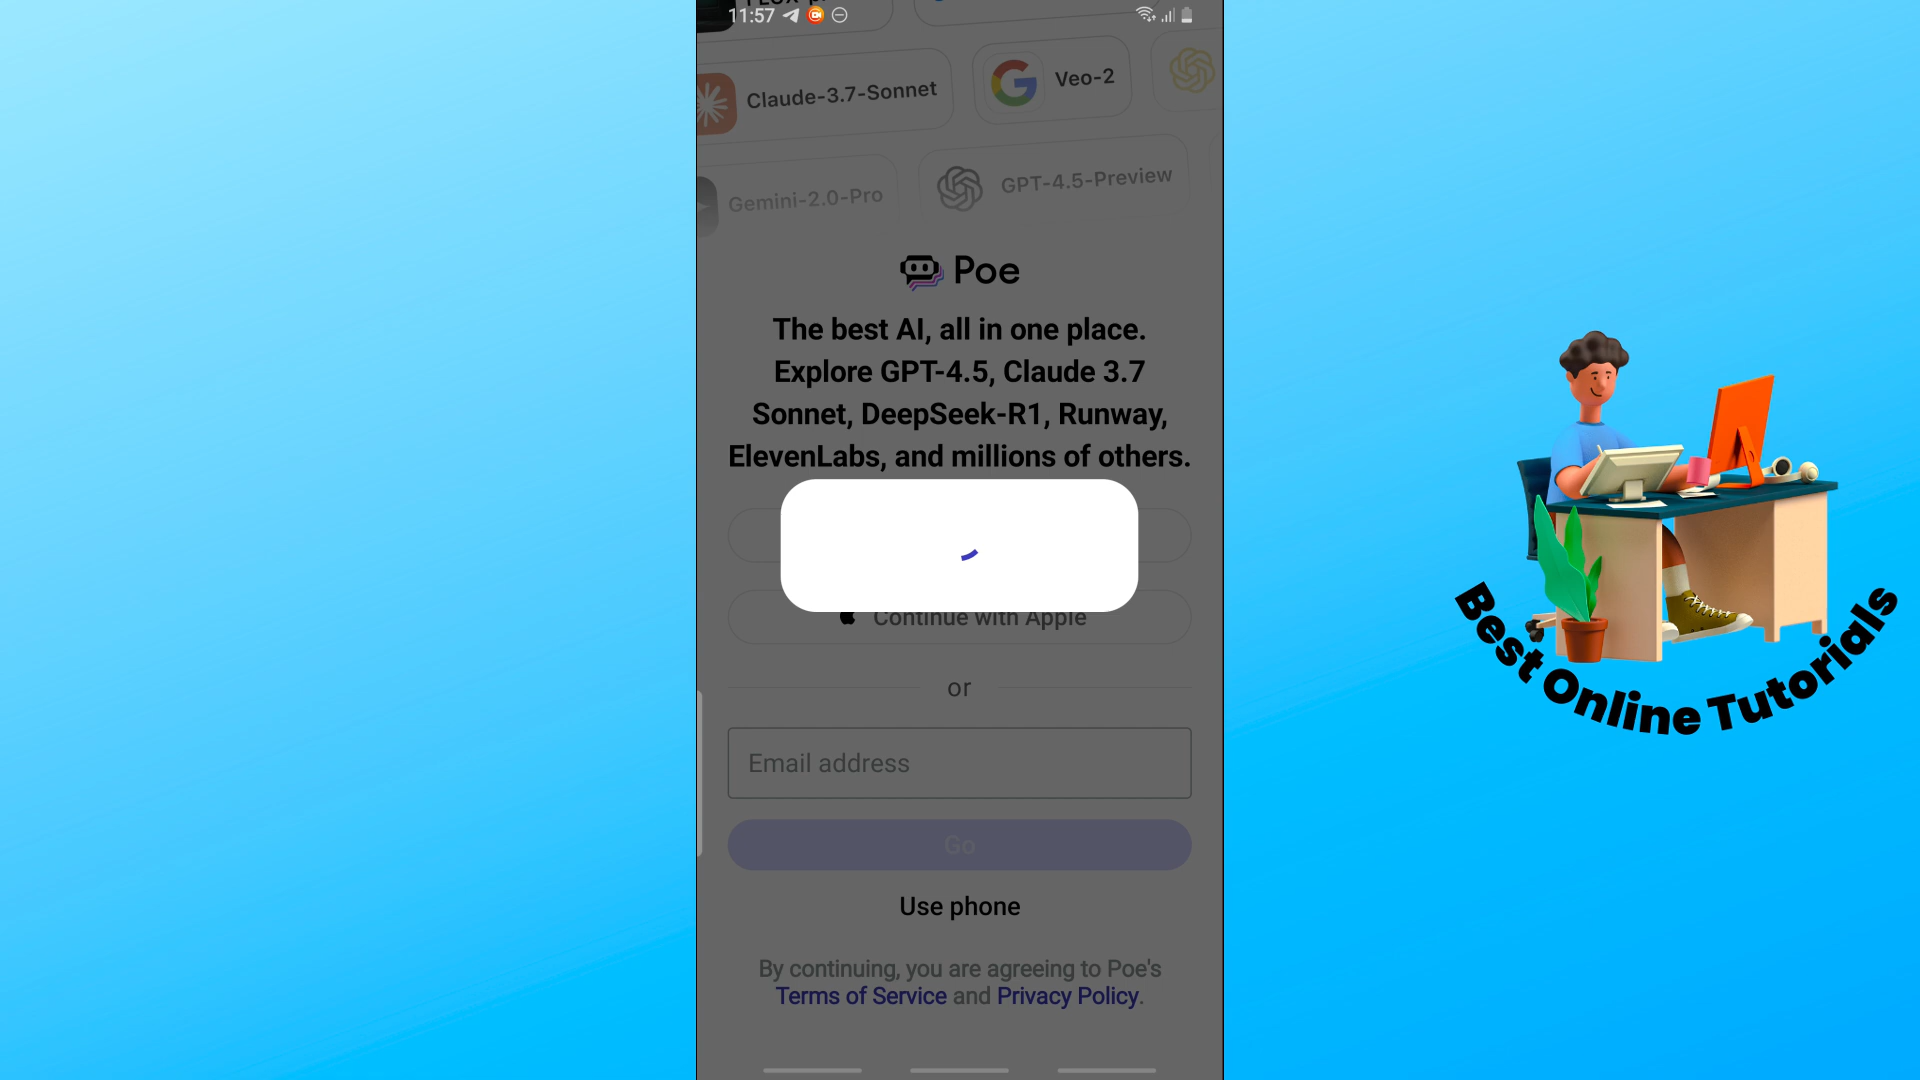 11:57
Claude-3.7-Sonnet
Veo-2
Gemini-2.0-Pro
GPT-4.5-Preview
Poe
The best AI, all in one place.
Explore GPT-4.5, Claude 3.7
Sonnet, DeepSeek-R1, Runway,
ElevenLabs, and millions of others.
Continue with Apple
or
Email address
Go
Use phone
By continuing, you are agreeing to Poe's
Terms of Service and Privacy Policy.
Best Online Tutorials